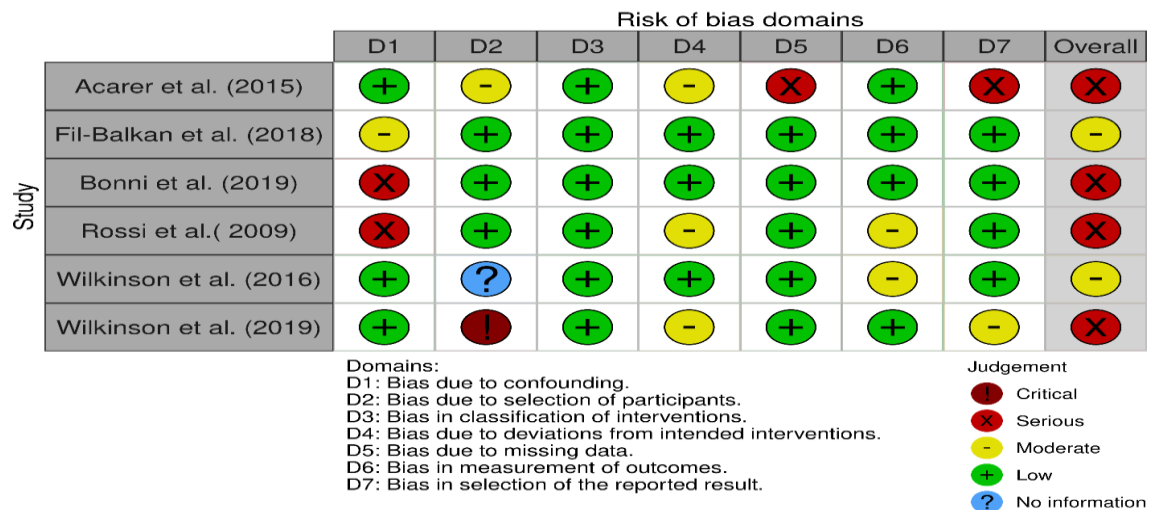 Risk of bias domains
D1 D2 D3 D4 D5 D6 D7 Overall
Study
Acarer et al. (2015) + - + - X + X X
Fil-Balkan et al. (2018) - + + + + + + -
Bonni et al. (2019) X + + + + + + X
Rossi et al.( 2009) X + + - + - + X
Wilkinson et al. (2016) + ? + + + - + -
Wilkinson et al. (2019) + ! + - + + - X
Domains:
D1: Bias due to confounding.
D2: Bias due to selection of participants.
D3: Bias in classification of interventions.
D4: Bias due to deviations from intended interventions.
D5: Bias due to missing data.
D6: Bias in measurement of outcomes.
D7: Bias in selection of the reported result.
Judgement
! Critical
X Serious
- Moderate
+ Low
? No information